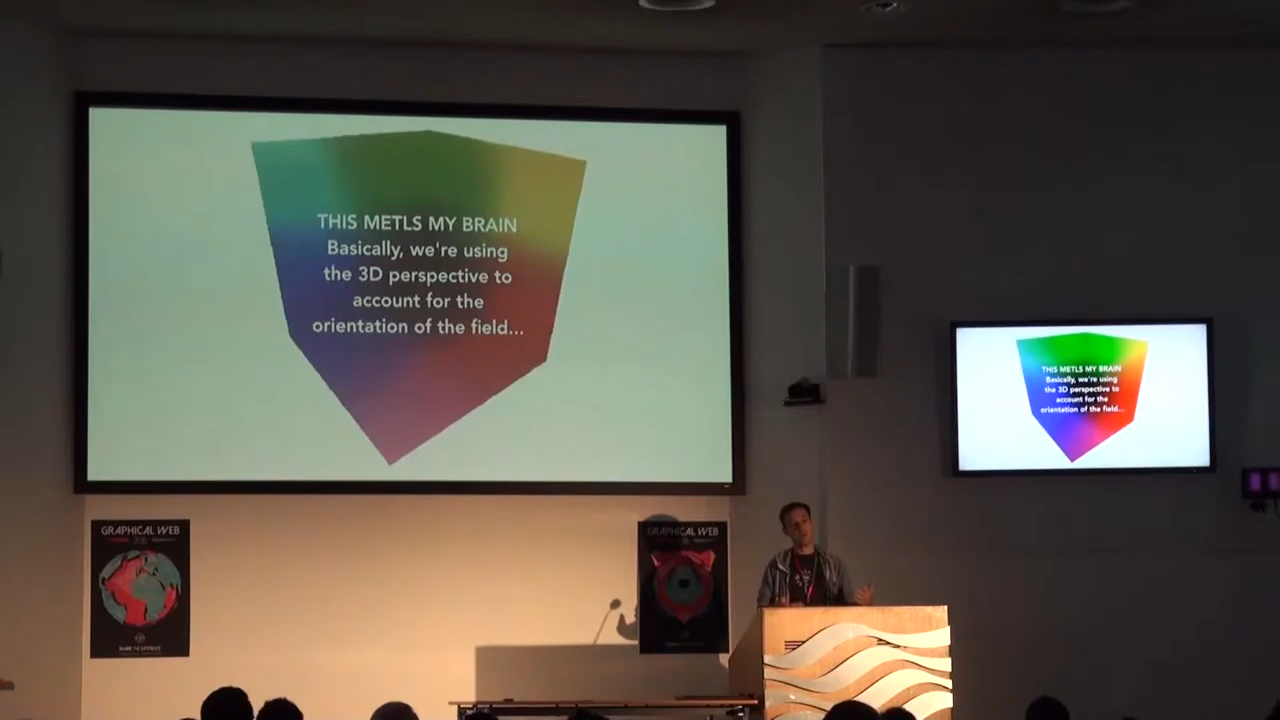 THIS METLS MY BRAIN
Basically, we're using
the 3D perspective to
account for the
orientation of the field...
THIS METLS MY BRAIN
Basically, we're using
the 3D perspective to
account for the
orientation of the field...
GRAPHICAL WEB
GRAPHICAL WEB